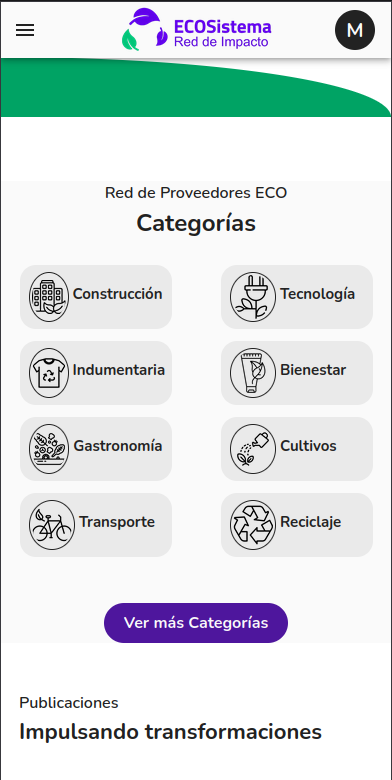 ECOSistema
Red de Impacto
M
Red de Proveedores ECO
Categorías
Construcción
Tecnología
Indumentaria
Bienestar
Gastronomía
Cultivos
Transporte
Reciclaje
Ver más Categorías
Publicaciones
Impulsando transformaciones